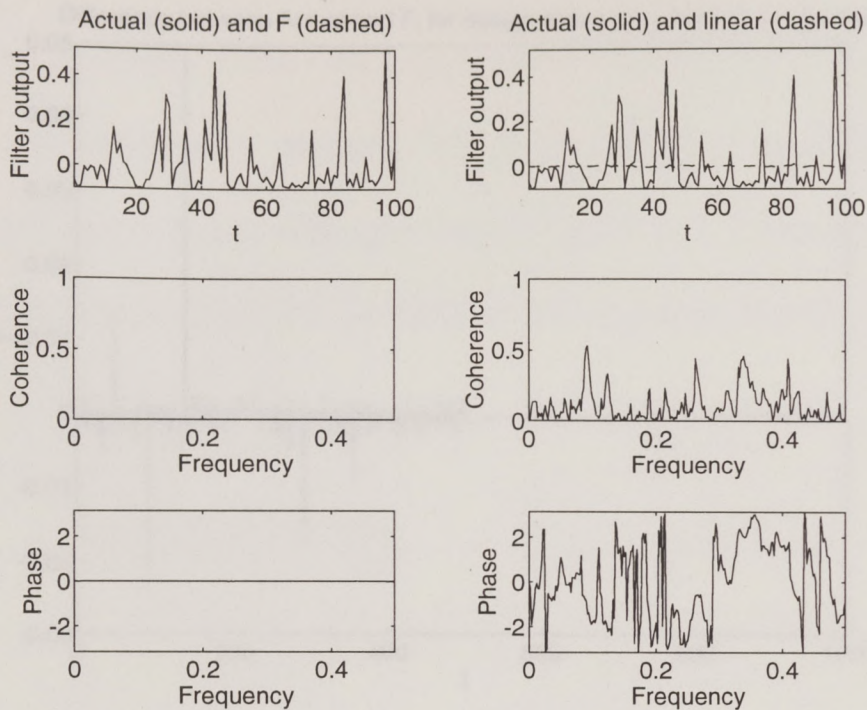 Actual (solid) and F (dashed)
Filter output
0.4
0.2
0
20 40 60 80 100
t
Actual (solid) and linear (dashed)
Filter output
0.4
0.2
0
20 40 60 80 100
t
Coherence
1
0.5
0
0 0.2 0.4
Frequency
Coherence
1
0.5
0
0 0.2 0.4
Frequency
Phase
2
0
-2
0 0.2 0.4
Frequency
Phase
2
0
-2
0 0.2 0.4
Frequency